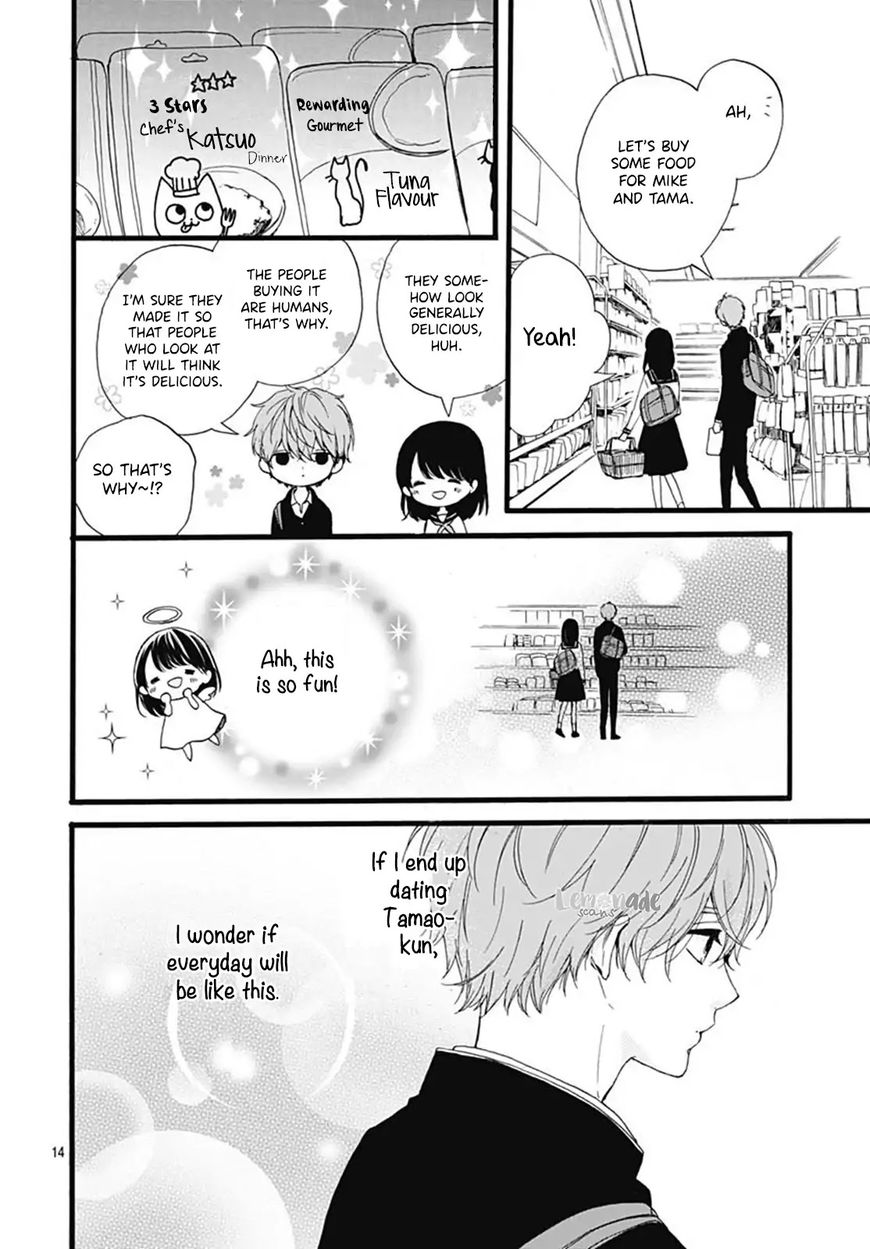 AH,
LET'S BUY
SOME FOOD
FOR MIKE
AND TAMA.
Yeah!
3 Stars
Chef's
Katsuo
Dinner
Rewarding
Gourmet
Tuna
Flavour
THEY SOME-
HOW LOOK
GENERALLY
DELICIOUS,
HUH.
THE PEOPLE
BUYING IT
ARE HUMANS,
THAT'S WHY.
I'M SURE THEY
MADE IT SO
THAT PEOPLE
WHO LOOK AT
IT WILL THINK
IT'S DELICIOUS.
SO THAT'S
WHY~!?
Ahh, this
is so fun!
If I end up
dating
Tamao-
kun,
I wonder if
everyday will
be like this.
Lemonade
scans
14